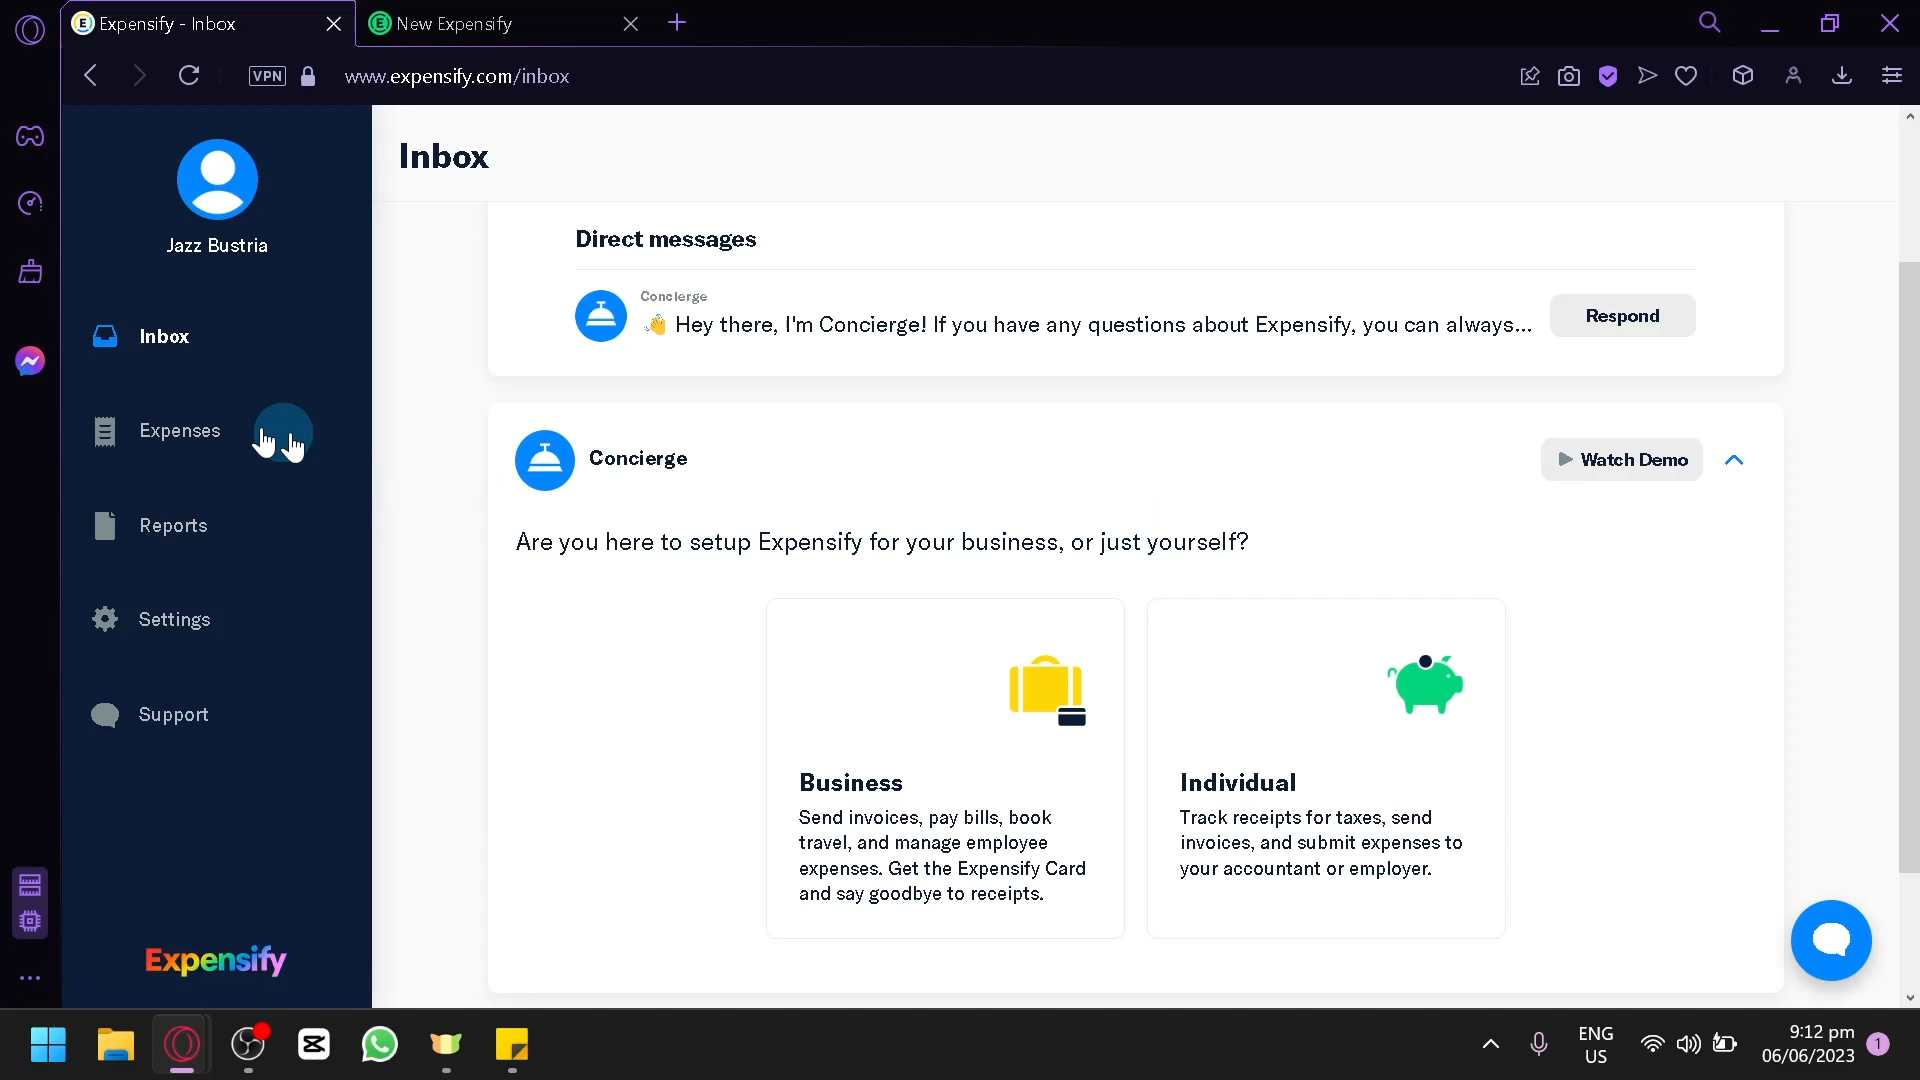 Expensify - Inbox
New Expensify
VPN
www.expensify.com/inbox
Jazz Bustria
Inbox
Expenses
Reports
Settings
Support
Expensify
Inbox
Direct messages
Concierge
👋 Hey there, I'm Concierge! If you have any questions about Expensify, you can always...
Respond
Concierge
Watch Demo
Are you here to setup Expensify for your business, or just yourself?
Business
Send invoices, pay bills, book
travel, and manage employee
expenses. Get the Expensify Card
and say goodbye to receipts.
Individual
Track receipts for taxes, send
invoices, and submit expenses to
your accountant or employer.
ENG
US
9:12 pm
06/06/2023
1